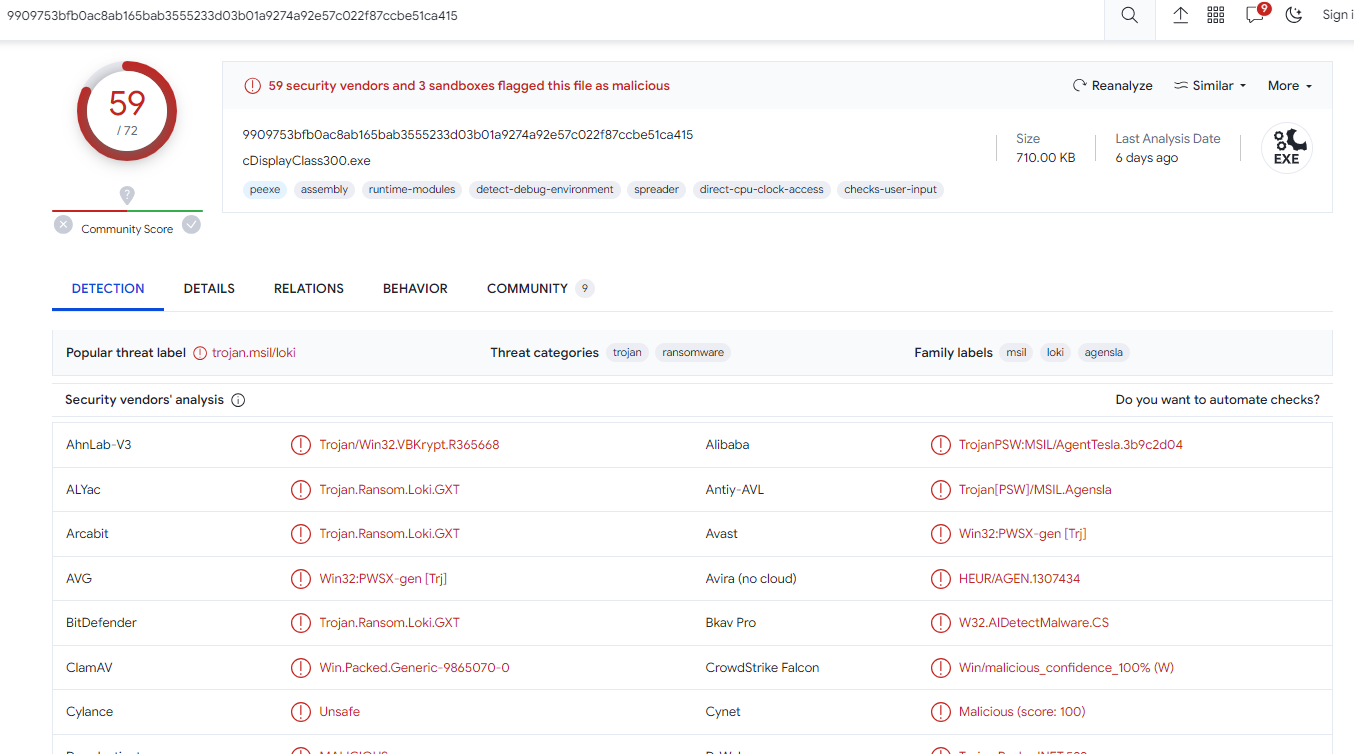 9909753bfb0ac8ab165bab3555233d03b01a9274a92e57c022f87ccbe51ca415
9
Sign i
59
/ 72
?
Community Score
59 security vendors and 3 sandboxes flagged this file as malicious
Reanalyze
Similar
More
9909753bfb0ac8ab165bab3555233d03b01a9274a92e57c022f87ccbe51ca415
cDisplayClass300.exe
peexe assembly runtime-modules detect-debug-environment spreader direct-cpu-clock-access checks-user-input
Size
710.00 KB
Last Analysis Date
6 days ago
EXE
DETECTION DETAILS RELATIONS BEHAVIOR COMMUNITY 9
Popular threat label trojan.msil/loki Threat categories trojan ransomware Family labels msil loki agensla
Security vendors' analysis Do you want to automate checks?
AhnLab-V3 Trojan/Win32.VBKrypt.R365668 Alibaba TrojanPSW:MSIL/AgentTesla.3b9c2d04
ALYac Trojan.Ransom.Loki.GXT Antiy-AVL Trojan[PSW]/MSIL.Agensla
Arcabit Trojan.Ransom.Loki.GXT Avast Win32:PWSX-gen [Trj]
AVG Win32:PWSX-gen [Trj] Avira (no cloud) HEUR/AGEN.1307434
BitDefender Trojan.Ransom.Loki.GXT Bkav Pro W32.AIDetectMalware.CS
ClamAV Win.Packed.Generic-9865070-0 CrowdStrike Falcon Win/malicious_confidence_100% (W)
Cylance Unsafe Cynet Malicious (score: 100)